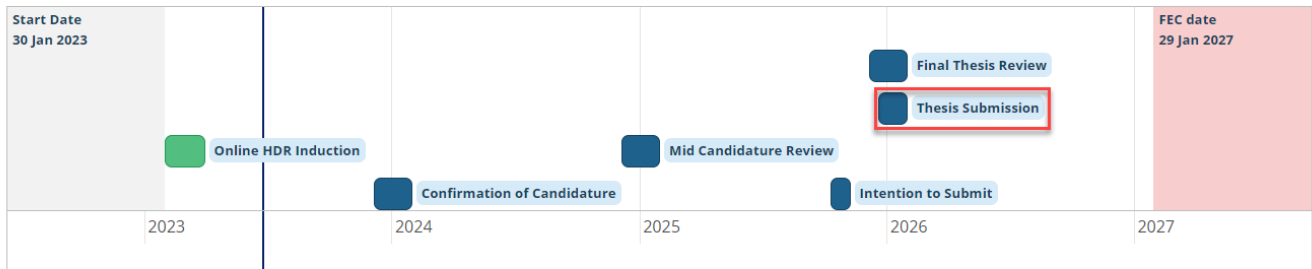 Start Date
30 Jan 2023
FEC date
29 Jan 2027
Final Thesis Review
Thesis Submission
Online HDR Induction
Mid Candidature Review
Confirmation of Candidature
Intention to Submit
2023
2024
2025
2026
2027